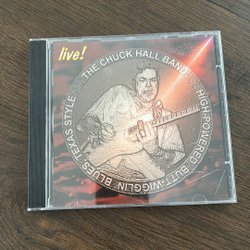 live!
THE CHUCK HALL BAND
HIGH-POWERED BUTT-WIGGLIN' BLUES, TEXAS STYLE